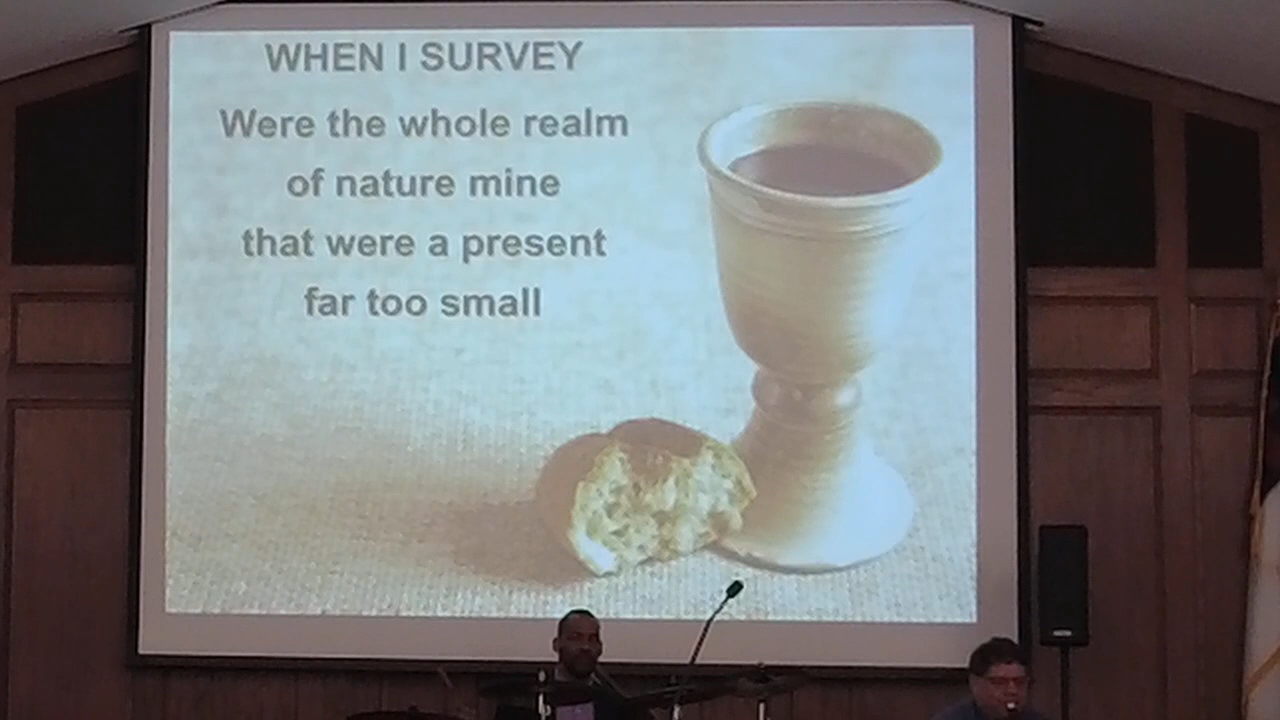 WHEN I SURVEY
Were the whole realm
of nature mine
that were a present
far too small